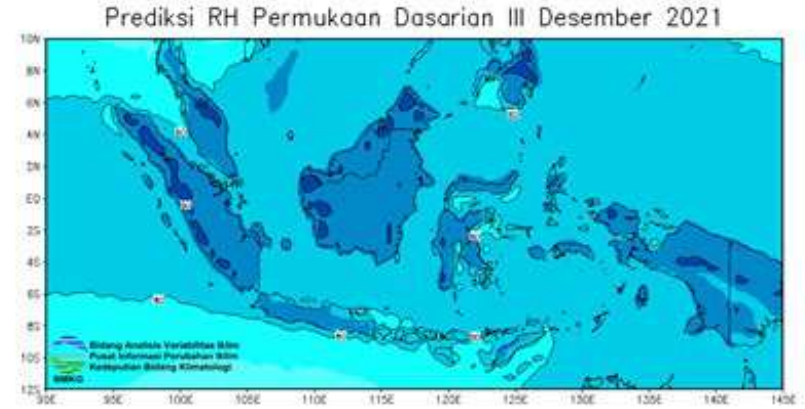 Prediksi RH Permukaan Dasarian III Desember 2021
10N
8N
6N
4N
2N
EQ
2S
4S
6S
8S
10S
12S
Bidang Analisis Variabilitas Iklim
Pusat Informasi Perubahan Iklim
Kedeputian Bidang Klimatologi
BMKG
90E 95E 100E 105E 110E 115E 120E 125E 130E 135E 140E 145E